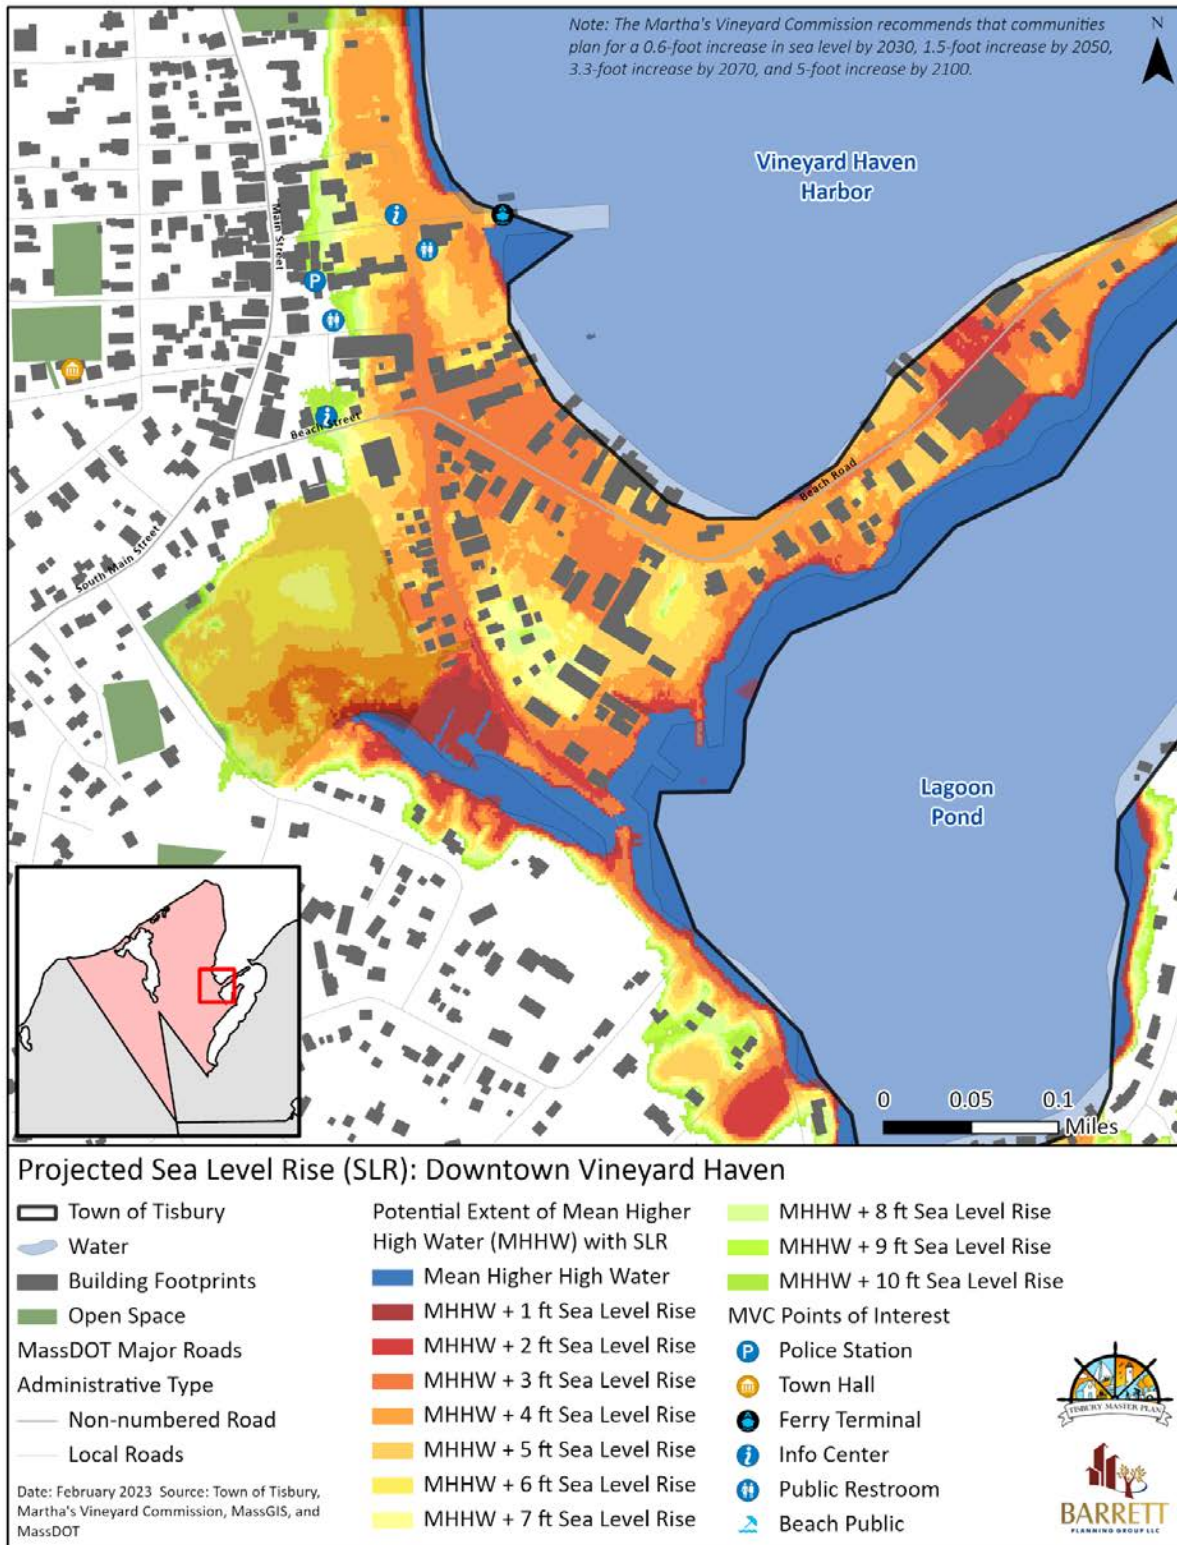 Note: The Martha's Vineyard Commission recommends that communities
plan for a 0.6-foot increase in sea level by 2030, 1.5-foot increase by 2050,
3.3-foot increase by 2070, and 5-foot increase by 2100.
N
Vineyard Haven
Harbor
Main Street
Beach Street
Beach Road
South Main Street
Lagoon
Pond
0 0.05 0.1
Miles
Projected Sea Level Rise (SLR): Downtown Vineyard Haven
Town of Tisbury
Water
Building Footprints
Open Space
MassDOT Major Roads
Administrative Type
Non-numbered Road
Local Roads
Date: February 2023 Source: Town of Tisbury,
Martha's Vineyard Commission, MassGIS, and
MassDOT
Potential Extent of Mean Higher
High Water (MHHW) with SLR
Mean Higher High Water
MHHW + 1 ft Sea Level Rise
MHHW + 2 ft Sea Level Rise
MHHW + 3 ft Sea Level Rise
MHHW + 4 ft Sea Level Rise
MHHW + 5 ft Sea Level Rise
MHHW + 6 ft Sea Level Rise
MHHW + 7 ft Sea Level Rise
MHHW + 8 ft Sea Level Rise
MHHW + 9 ft Sea Level Rise
MHHW + 10 ft Sea Level Rise
MVC Points of Interest
P Police Station
Town Hall
Ferry Terminal
i Info Center
Public Restroom
Beach Public
TISBURY MASTER PLAN
BARRETT
PLANNING GROUP LLC